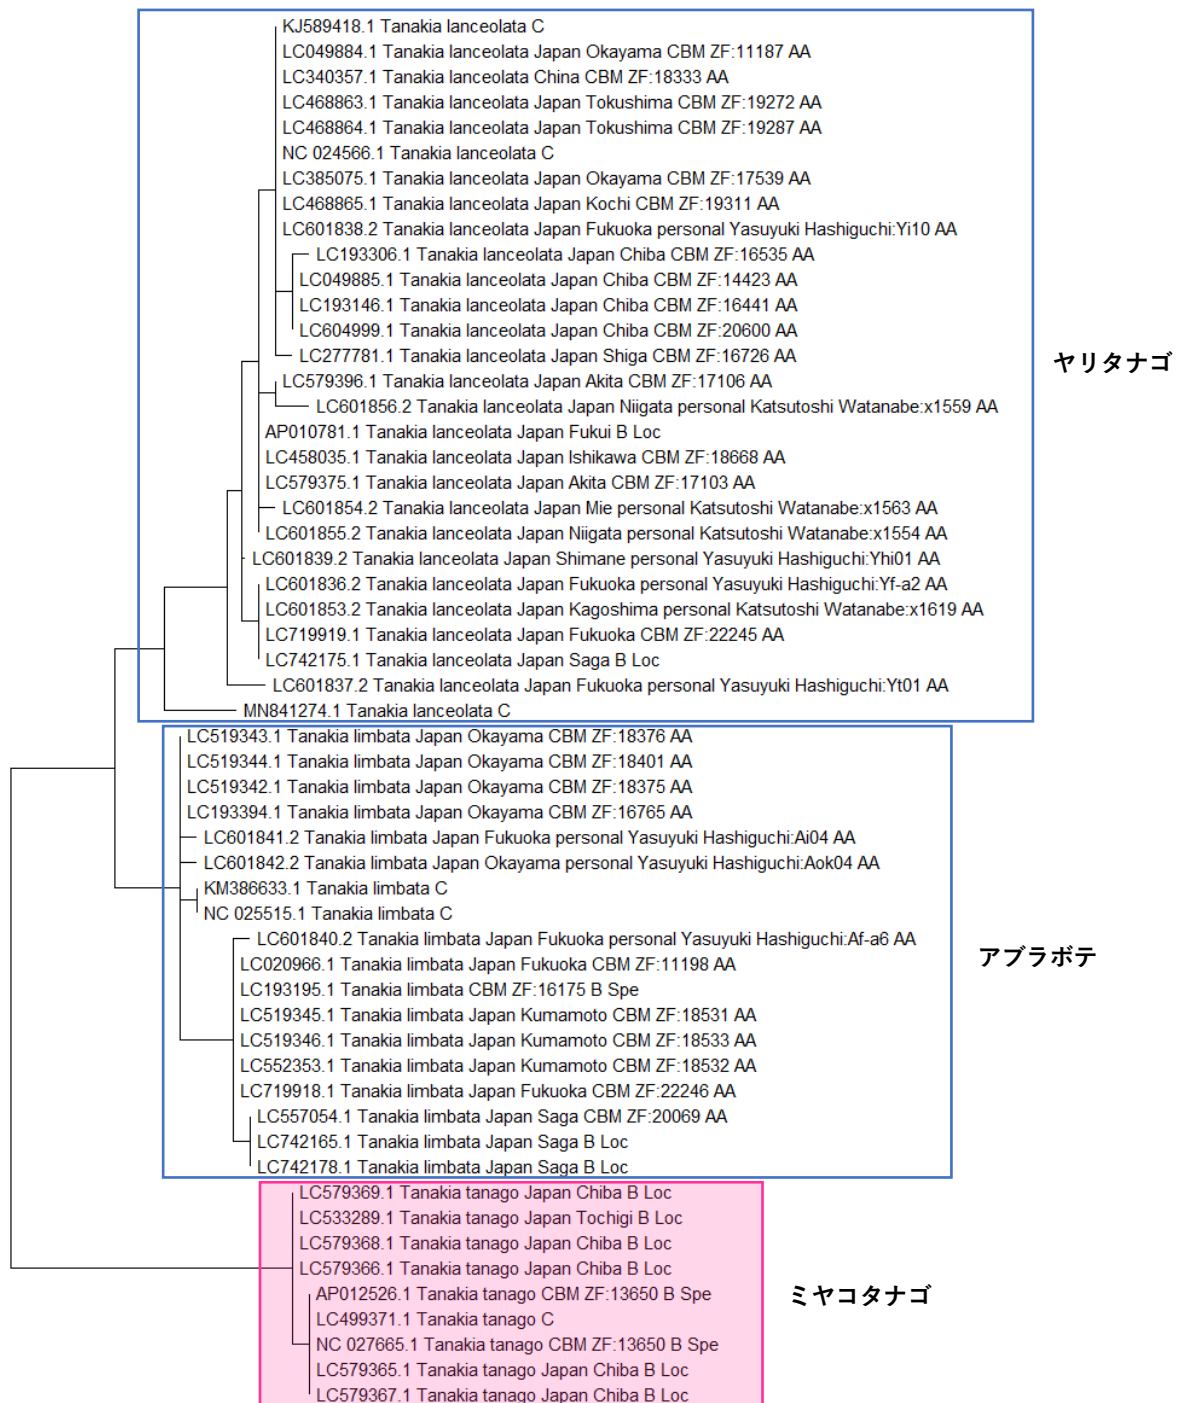 KJ589418.1 Tanakia lanceolata C
LC049884.1 Tanakia lanceolata Japan Okayama CBM ZF:11187 AA
LC340357.1 Tanakia lanceolata China CBM ZF:18333 AA
LC468863.1 Tanakia lanceolata Japan Tokushima CBM ZF:19272 AA
LC468864.1 Tanakia lanceolata Japan Tokushima CBM ZF:19287 AA
NC 024566.1 Tanakia lanceolata C
LC385075.1 Tanakia lanceolata Japan Okayama CBM ZF:17539 AA
LC468865.1 Tanakia lanceolata Japan Kochi CBM ZF:19311 AA
LC601838.2 Tanakia lanceolata Japan Fukuoka personal Yasuyuki Hashiguchi:Yi10 AA
LC193306.1 Tanakia lanceolata Japan Chiba CBM ZF:16535 AA
LC049885.1 Tanakia lanceolata Japan Chiba CBM ZF:14423 AA
LC193146.1 Tanakia lanceolata Japan Chiba CBM ZF:16441 AA
LC604999.1 Tanakia lanceolata Japan Chiba CBM ZF:20600 AA
LC277781.1 Tanakia lanceolata Japan Shiga CBM ZF:16726 AA
ヤリタナゴ
LC579396.1 Tanakia lanceolata Japan Akita CBM ZF:17106 AA
LC601856.2 Tanakia lanceolata Japan Niigata personal Katsutoshi Watanabe:x1559 AA
AP010781.1 Tanakia lanceolata Japan Fukui B Loc
LC458035.1 Tanakia lanceolata Japan Ishikawa CBM ZF:18668 AA
LC579375.1 Tanakia lanceolata Japan Akita CBM ZF:17103 AA
LC601854.2 Tanakia lanceolata Japan Mie personal Katsutoshi Watanabe:x1563 AA
LC601855.2 Tanakia lanceolata Japan Niigata personal Katsutoshi Watanabe:x1554 AA
LC601839.2 Tanakia lanceolata Japan Shimane personal Yasuyuki Hashiguchi:Yhi01 AA
LC601836.2 Tanakia lanceolata Japan Fukuoka personal Yasuyuki Hashiguchi:Yf-a2 AA
LC601853.2 Tanakia lanceolata Japan Kagoshima personal Katsutoshi Watanabe:x1619 AA
LC719919.1 Tanakia lanceolata Japan Fukuoka CBM ZF:22245 AA
LC742175.1 Tanakia lanceolata Japan Saga B Loc
LC601837.2 Tanakia lanceolata Japan Fukuoka personal Yasuyuki Hashiguchi:Yt01 AA
MN841274.1 Tanakia lanceolata C
LC519343.1 Tanakia limbata Japan Okayama CBM ZF:18376 AA
LC519344.1 Tanakia limbata Japan Okayama CBM ZF:18401 AA
LC519342.1 Tanakia limbata Japan Okayama CBM ZF:18375 AA
LC193394.1 Tanakia limbata Japan Okayama CBM ZF:16765 AA
LC601841.2 Tanakia limbata Japan Fukuoka personal Yasuyuki Hashiguchi:Ai04 AA
LC601842.2 Tanakia limbata Japan Okayama personal Yasuyuki Hashiguchi:Aok04 AA
KM386633.1 Tanakia limbata C
NC 025515.1 Tanakia limbata C
LC601840.2 Tanakia limbata Japan Fukuoka personal Yasuyuki Hashiguchi:Af-a6 AA
アブラボテ
LC020966.1 Tanakia limbata Japan Fukuoka CBM ZF:11198 AA
LC193195.1 Tanakia limbata CBM ZF:16175 B Spe
LC519345.1 Tanakia limbata Japan Kumamoto CBM ZF:18531 AA
LC519346.1 Tanakia limbata Japan Kumamoto CBM ZF:18533 AA
LC552353.1 Tanakia limbata Japan Kumamoto CBM ZF:18532 AA
LC719918.1 Tanakia limbata Japan Fukuoka CBM ZF:22246 AA
LC557054.1 Tanakia limbata Japan Saga CBM ZF:20069 AA
LC742165.1 Tanakia limbata Japan Saga B Loc
LC742178.1 Tanakia limbata Japan Saga B Loc
LC579369.1 Tanakia tanago Japan Chiba B Loc
LC533289.1 Tanakia tanago Japan Tochigi B Loc
LC579368.1 Tanakia tanago Japan Chiba B Loc
LC579366.1 Tanakia tanago Japan Chiba B Loc
AP012526.1 Tanakia tanago CBM ZF:13650 B Spe
ミヤコタナゴ
LC499371.1 Tanakia tanago C
NC 027665.1 Tanakia tanago CBM ZF:13650 B Spe
LC579365.1 Tanakia tanago Japan Chiba B Loc
LC579367.1 Tanakia tanago Japan Chiba B Loc